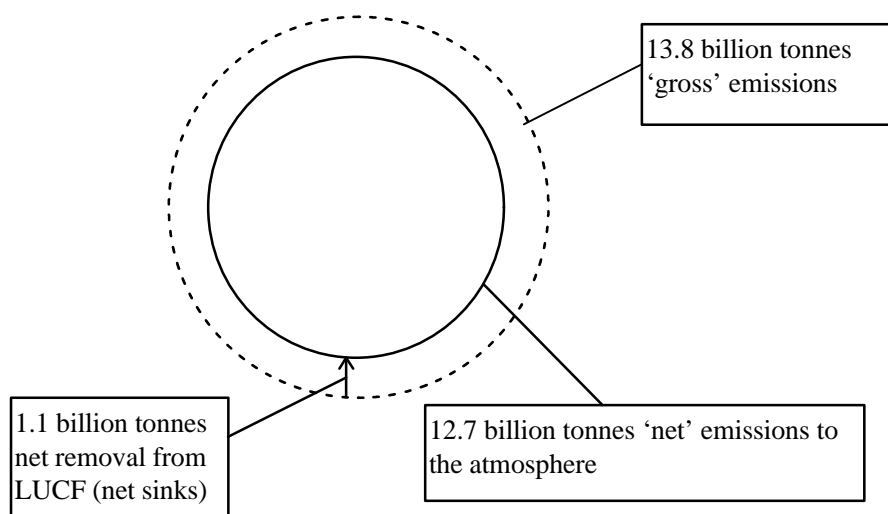 13.8 billion tonnes
‘gross’ emissions
1.1 billion tonnes
net removal from
LUCF (net sinks)
12.7 billion tonnes ‘net’ emissions to
the atmosphere